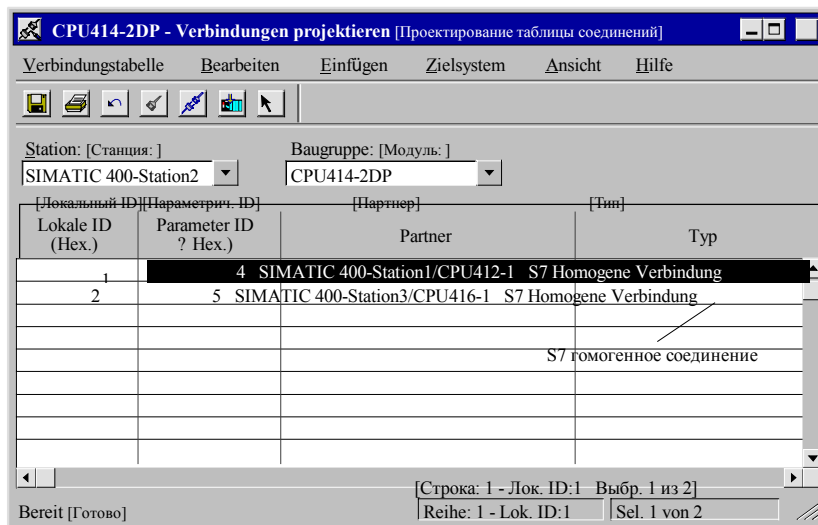 CPU414-2DP - Verbindungen projektieren [Проектирование таблицы соединений]
Verbindungstabelle Bearbeiten Einfügen Zielsystem Ansicht Hilfe
Station: [Станция: ] Baugruppe: [Модуль: ]
SIMATIC 400-Station2 CPU414-2DP
[Локальный ID][Параметрич. ID] [Партнер] [Тип]
Lokale ID Parameter ID Partner Typ
(Hex.) ? Hex.)
1 4 SIMATIC 400-Station1/CPU412-1 S7 Homogene Verbindung
2 5 SIMATIC 400-Station3/CPU416-1 S7 Homogene Verbindung
S7 гомогенное соединение
[Строка: 1 - Лок. ID:1 Выбр. 1 из 2]
Bereit [Готово] Reihe: 1 - Lok. ID:1 Sel. 1 von 2